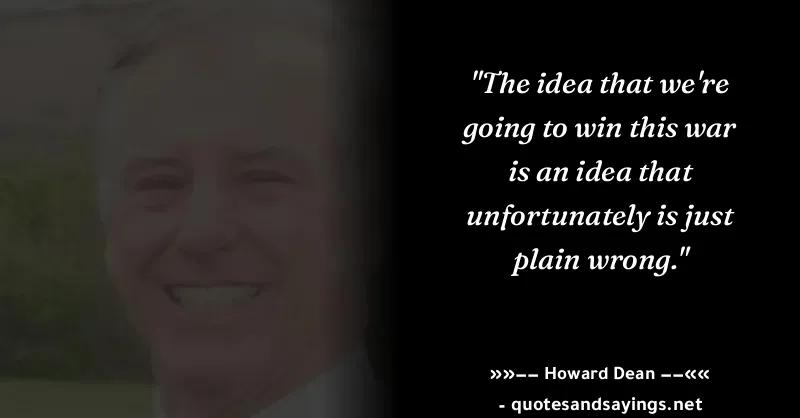 "The idea that we're
going to win this war
is an idea that
unfortunately is just
plain wrong."
»»–– Howard Dean ––««
- quotesandsayings.net